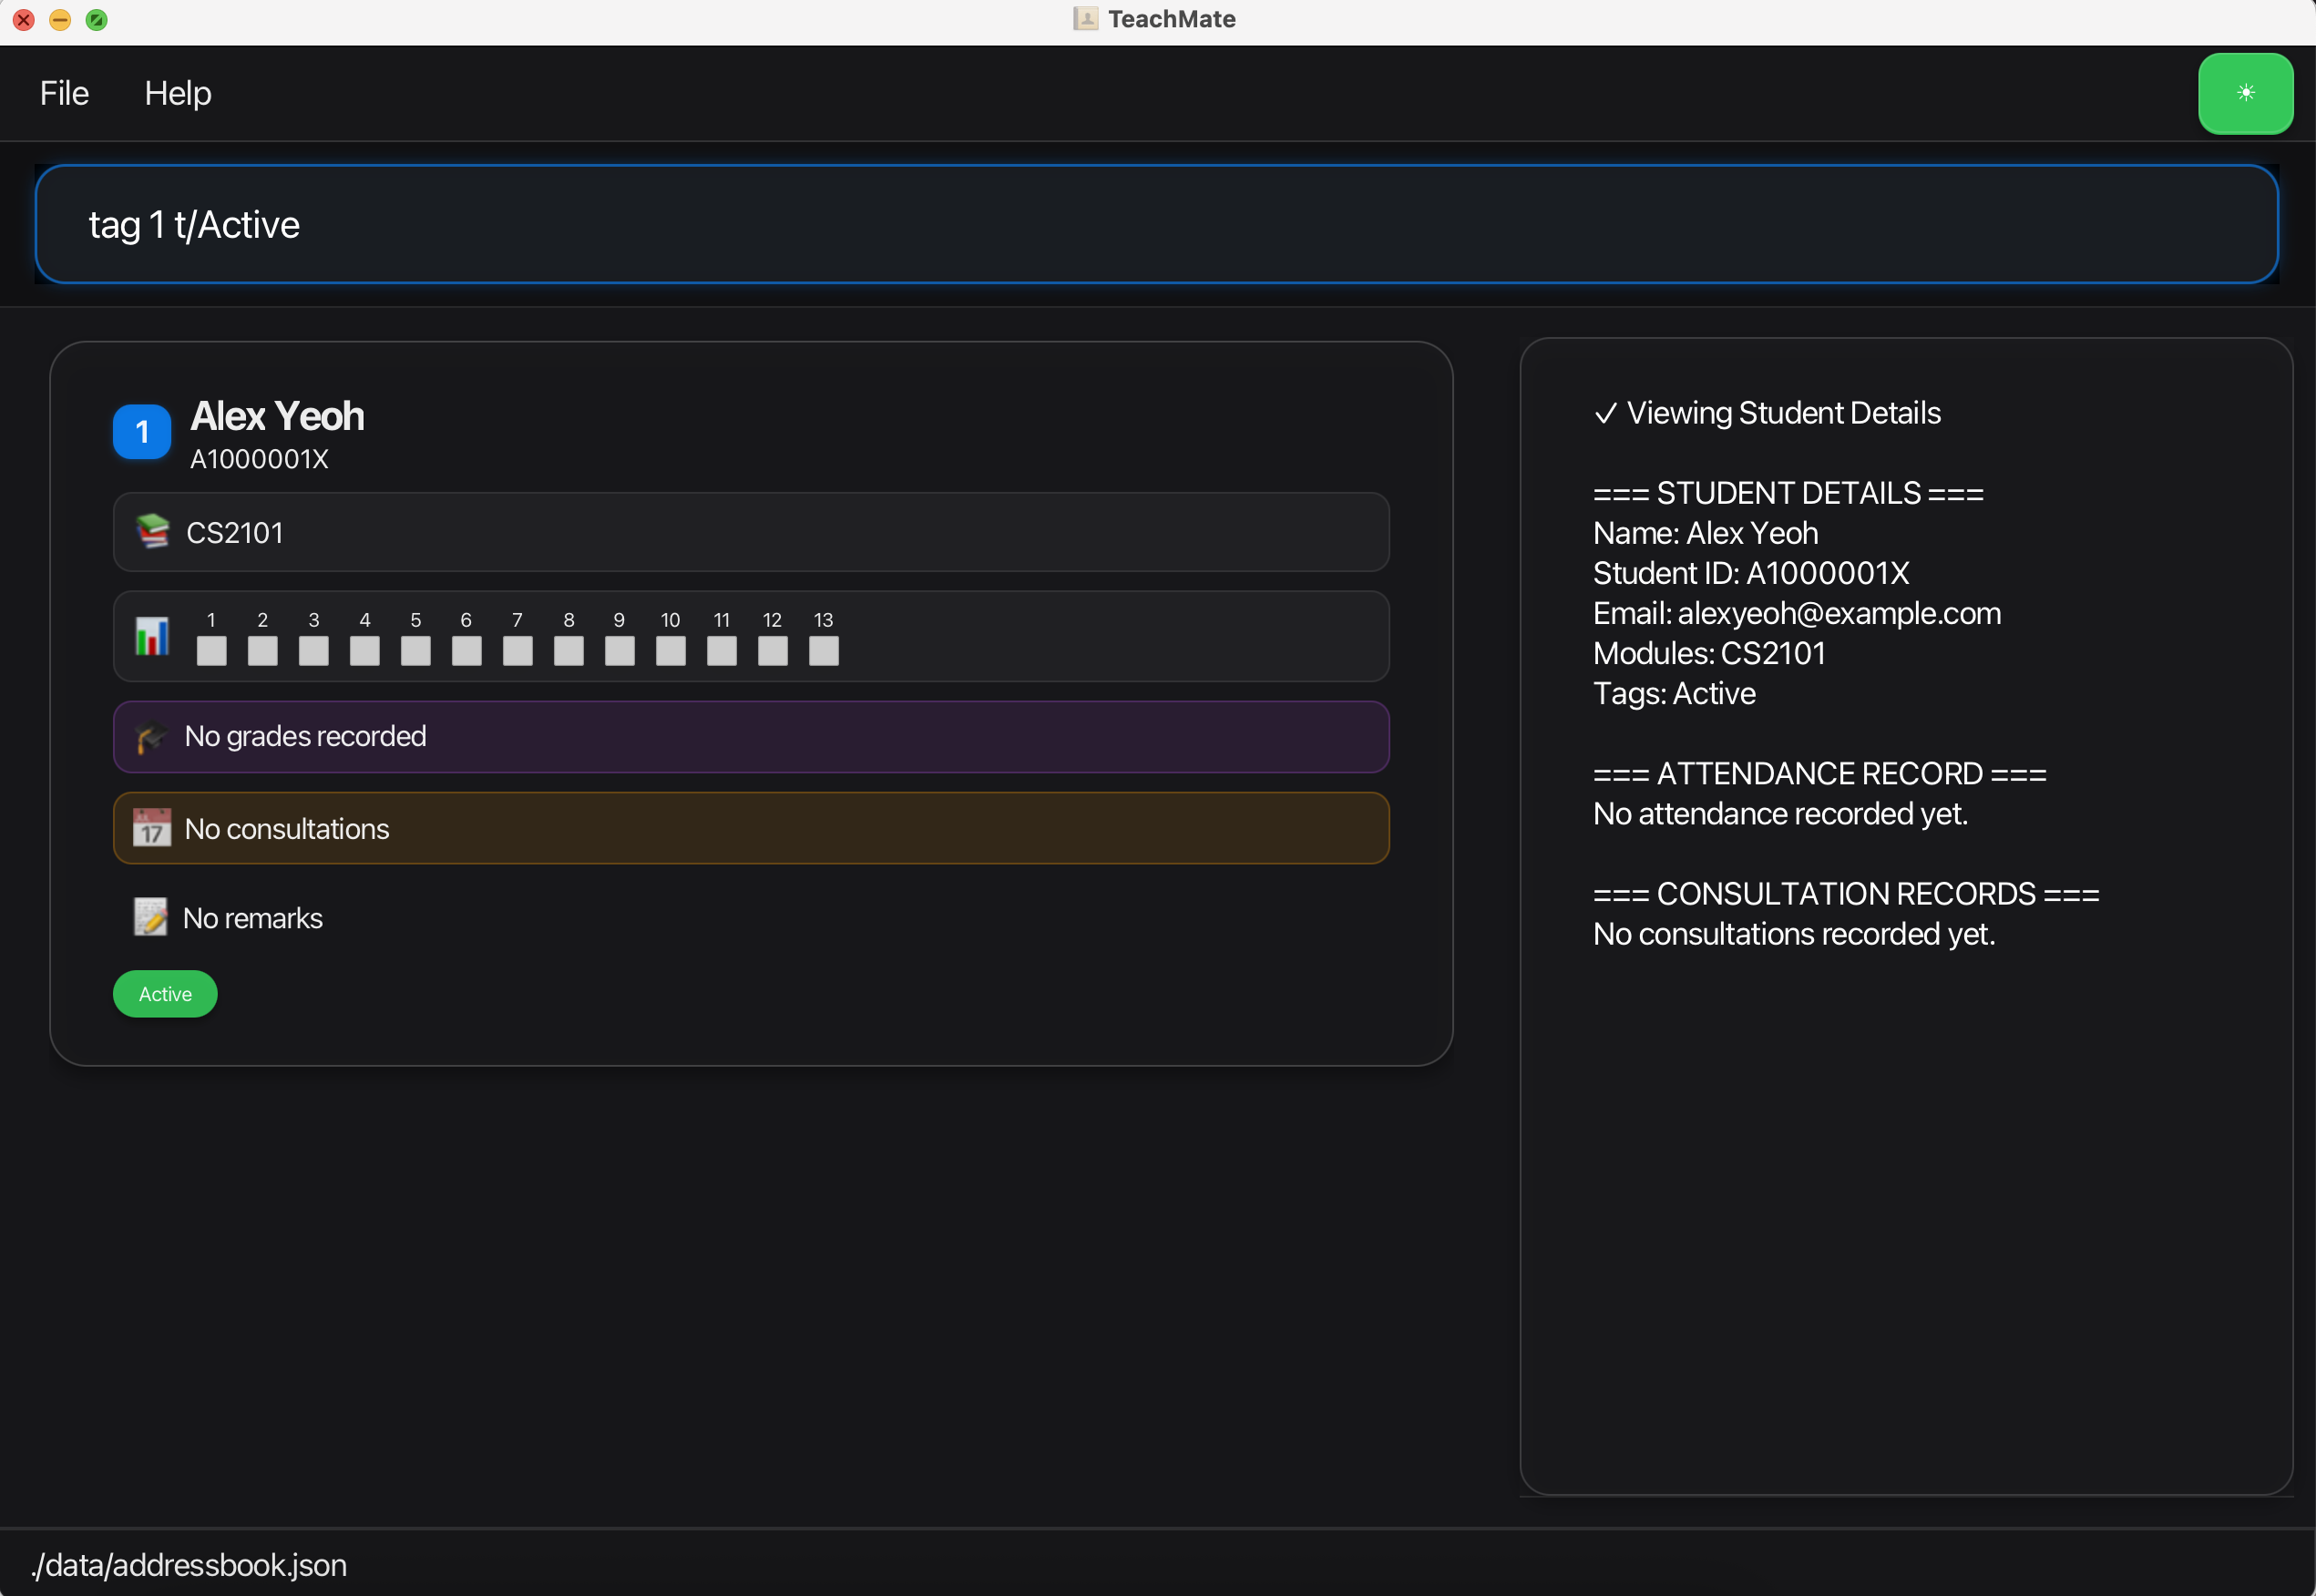 TeachMate
File Help
tag 1 t/Active
1 Alex Yeoh
A1000001X
CS2101
1 2 3 4 5 6 7 8 9 10 11 12 13
No grades recorded
17 No consultations
No remarks
Active
✓ Viewing Student Details
=== STUDENT DETAILS ===
Name: Alex Yeoh
Student ID: A1000001X
Email: alexyeoh@example.com
Modules: CS2101
Tags: Active
=== ATTENDANCE RECORD ===
No attendance recorded yet.
=== CONSULTATION RECORDS ===
No consultations recorded yet.
./data/addressbook.json